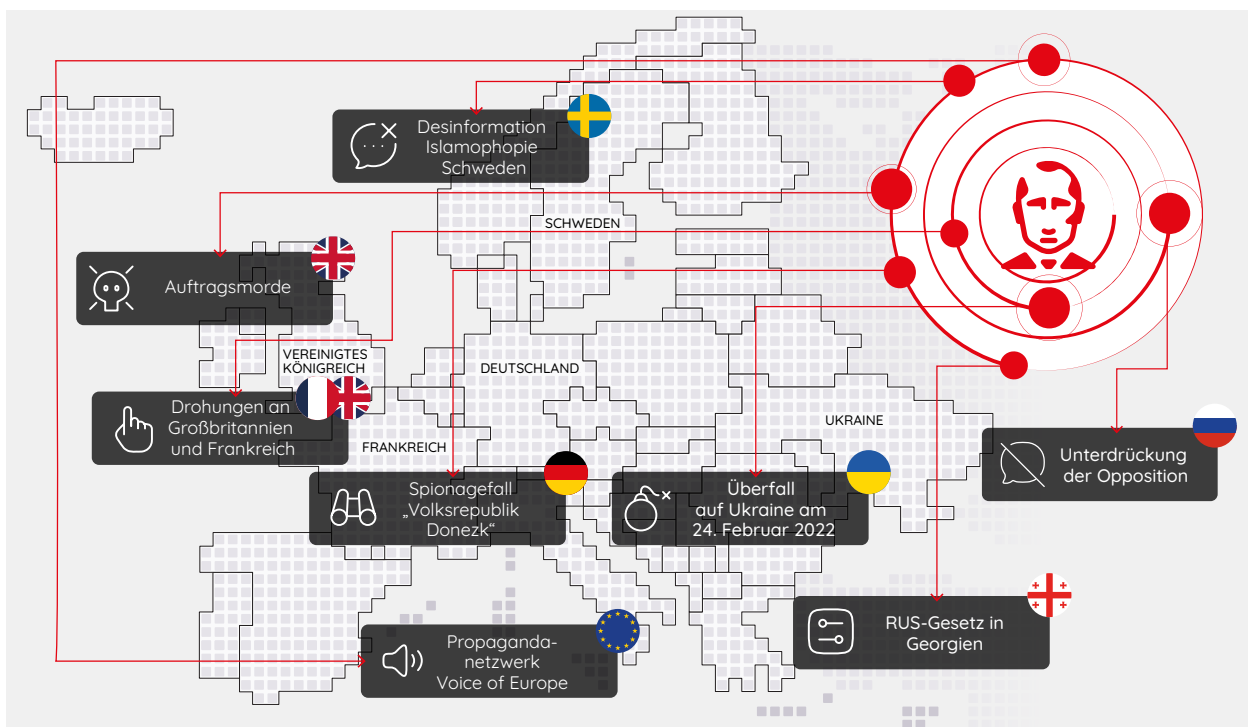 Desinformation
Islamophopie
Schweden
SCHWEDEN
Auftragsmorde
VEREINIGTES
KÖNIGREICH
DEUTSCHLAND
Drohungen an
Großbritannien
und Frankreich
FRANKREICH
UKRAINE
Unterdrückung
der Opposition
Spionagefall
„Volksrepublik
Donezk“
Überfall
auf Ukraine am
24. Februar 2022
RUS-Gesetz in
Georgien
Propaganda-
netzwerk
Voice of Europe